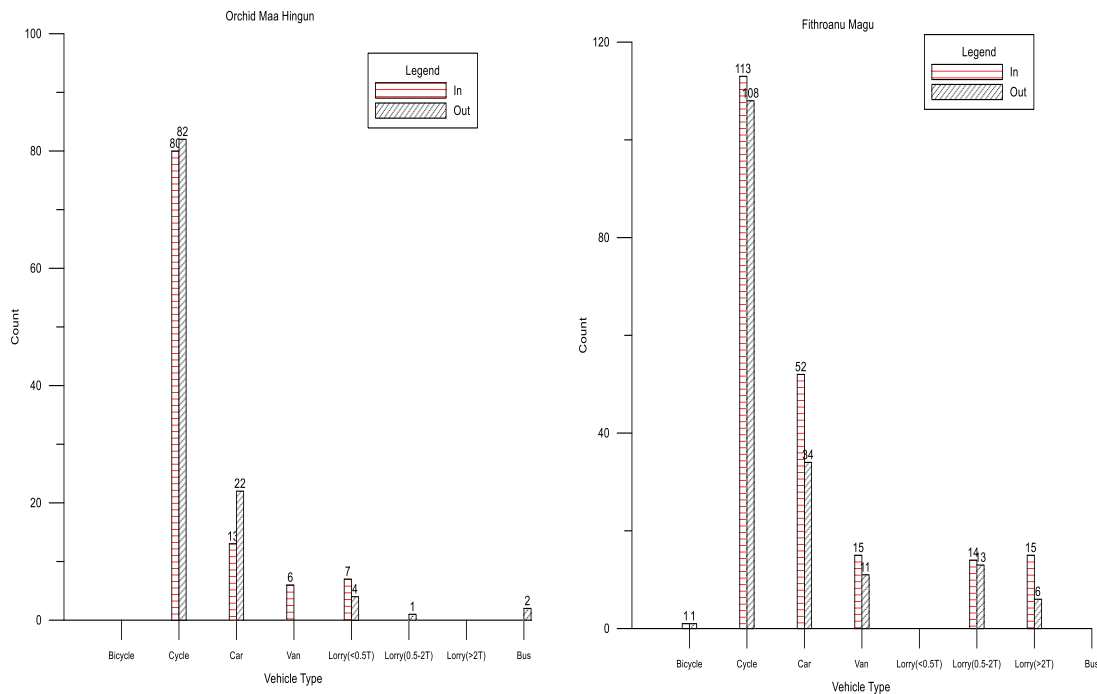 Orchid Maa Hingun
100
80
60
40
20
0
Count
Legend
In
Out
80
82
13
22
6
7
4
1
2
Bicycle
Cycle
Car
Van
Lorry(<0.5T)
Lorry(0.5-2T)
Lorry(>2T)
Bus
Vehicle Type
Fithroanu Magu
120
80
40
0
Count
Legend
In
Out
1
1
113
108
52
34
15
11
14
13
15
6
Bicycle
Cycle
Car
Van
Lorry(<0.5T)
Lorry(0.5-2T)
Lorry(>2T)
Bus
Vehicle Type